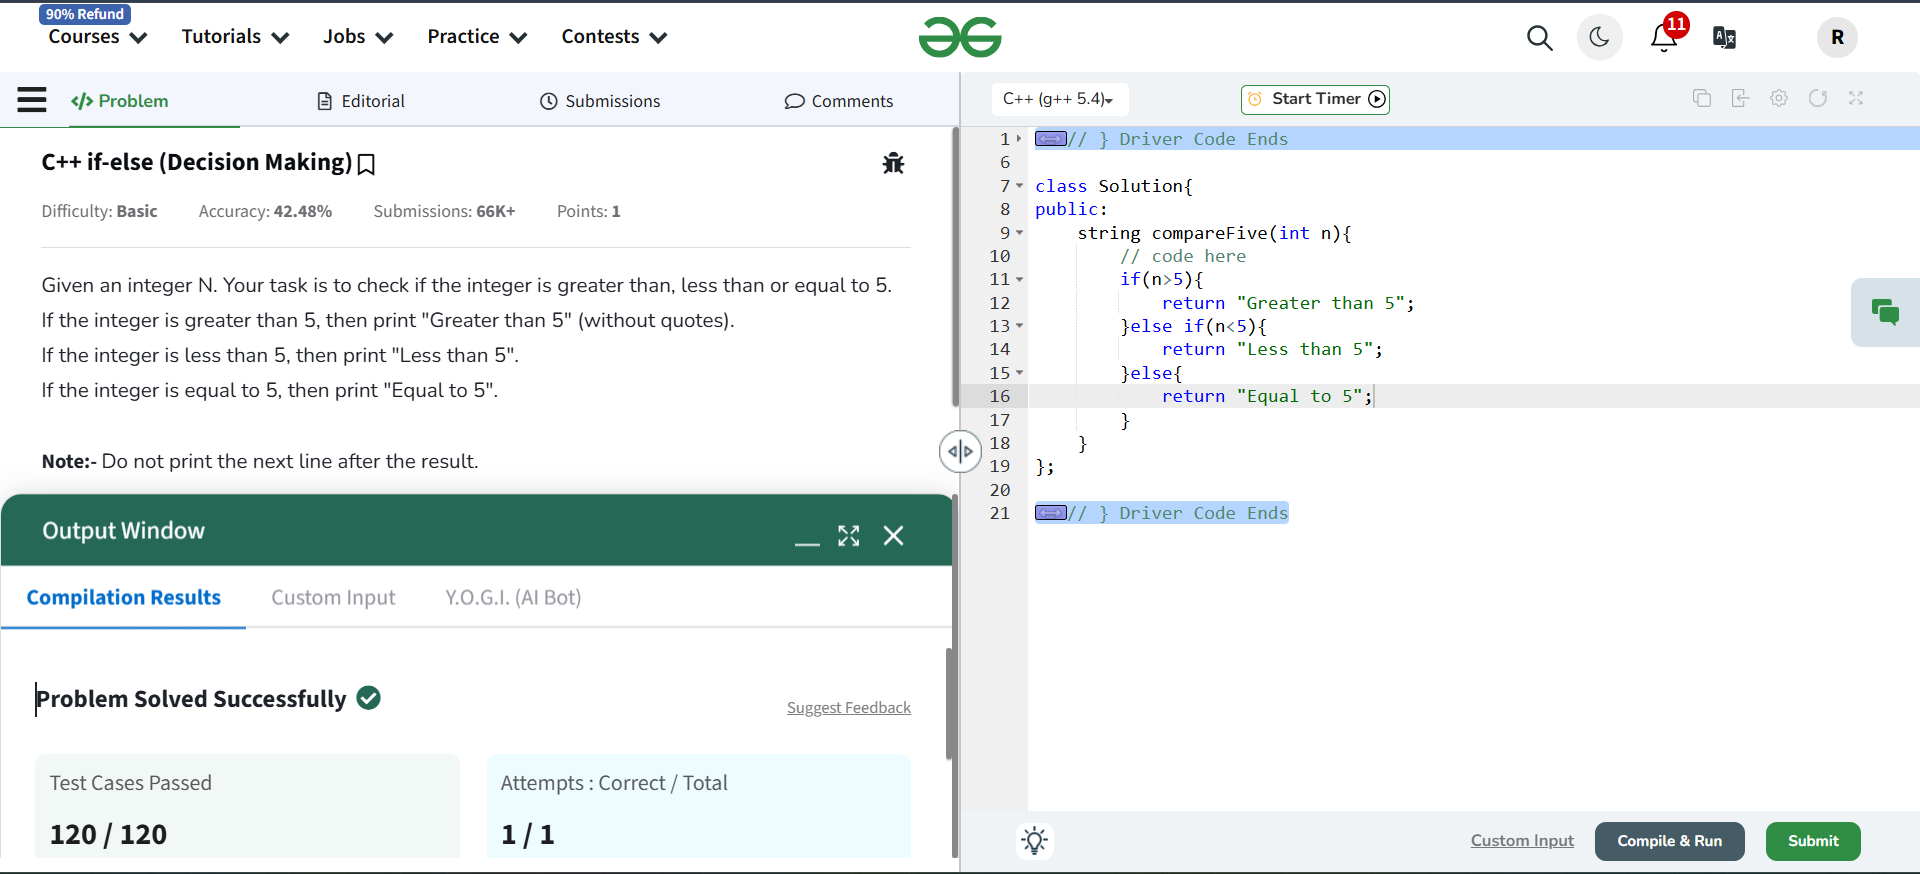 90% Refund
Courses Tutorials Jobs Practice Contests
11
R
</> Problem Editorial Submissions Comments
C++ (g++ 5.4) Start Timer
C++ if-else (Decision Making)
Difficulty: Basic Accuracy: 42.48% Submissions: 66K+ Points: 1
Given an integer N. Your task is to check if the integer is greater than, less than or equal to 5.
If the integer is greater than 5, then print "Greater than 5" (without quotes).
If the integer is less than 5, then print "Less than 5".
If the integer is equal to 5, then print "Equal to 5".
Note:- Do not print the next line after the result.
Output Window
Compilation Results Custom Input Y.O.G.I. (AI Bot)
Problem Solved Successfully
Suggest Feedback
Test Cases Passed
120 / 120
Attempts : Correct / Total
1 / 1
1 // } Driver Code Ends
6
7 class Solution{
8 public:
9 string compareFive(int n){
10 // code here
11 if(n>5){
12 return "Greater than 5";
13 }else if(n<5){
14 return "Less than 5";
15 }else{
16 return "Equal to 5";
17 }
18 }
19 };
20
21 // } Driver Code Ends
Custom Input Compile & Run Submit